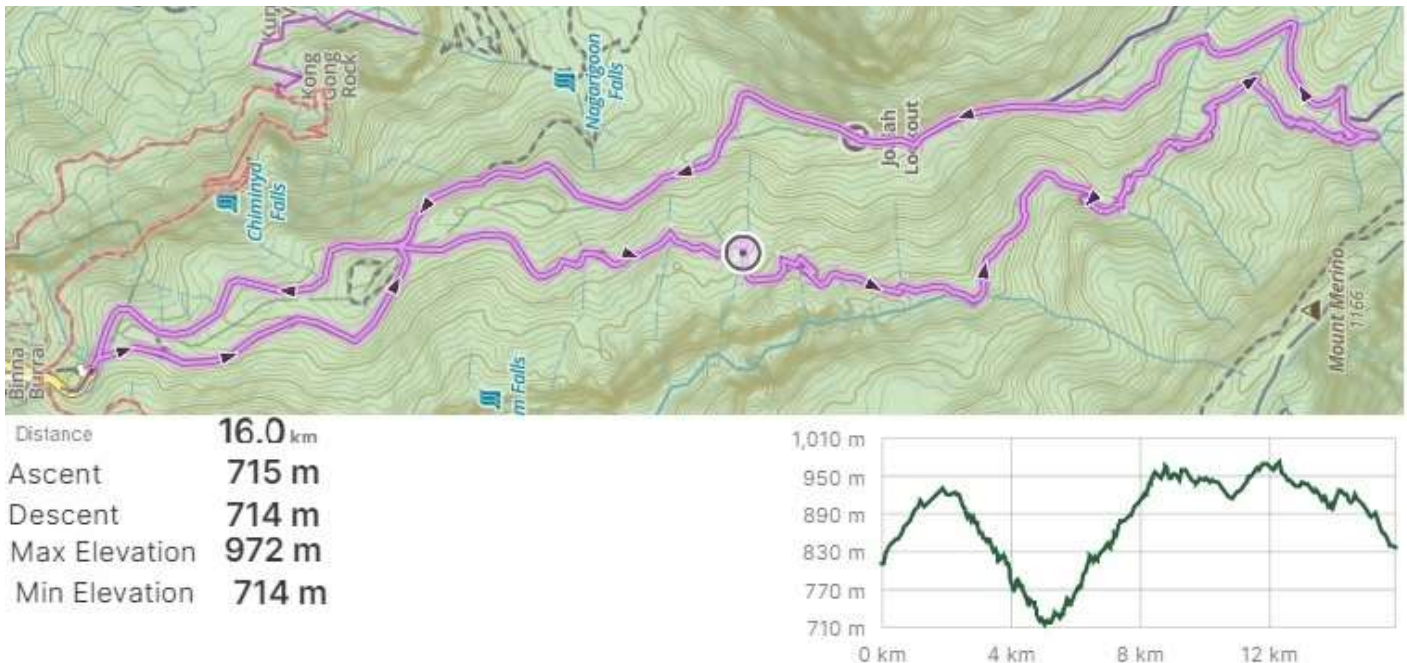 Kur
Kong
Gong
Rock
Nagarigoon
Falls
Chiminya
Falls
Lookout
Mount Merino
1166
Binna
Burra
Falls
Distance 16.0 km
Ascent 715 m
Descent 714 m
Max Elevation 972 m
Min Elevation 714 m
1,010 m
950 m
890 m
830 m
770 m
710 m
0 km 4 km 8 km 12 km